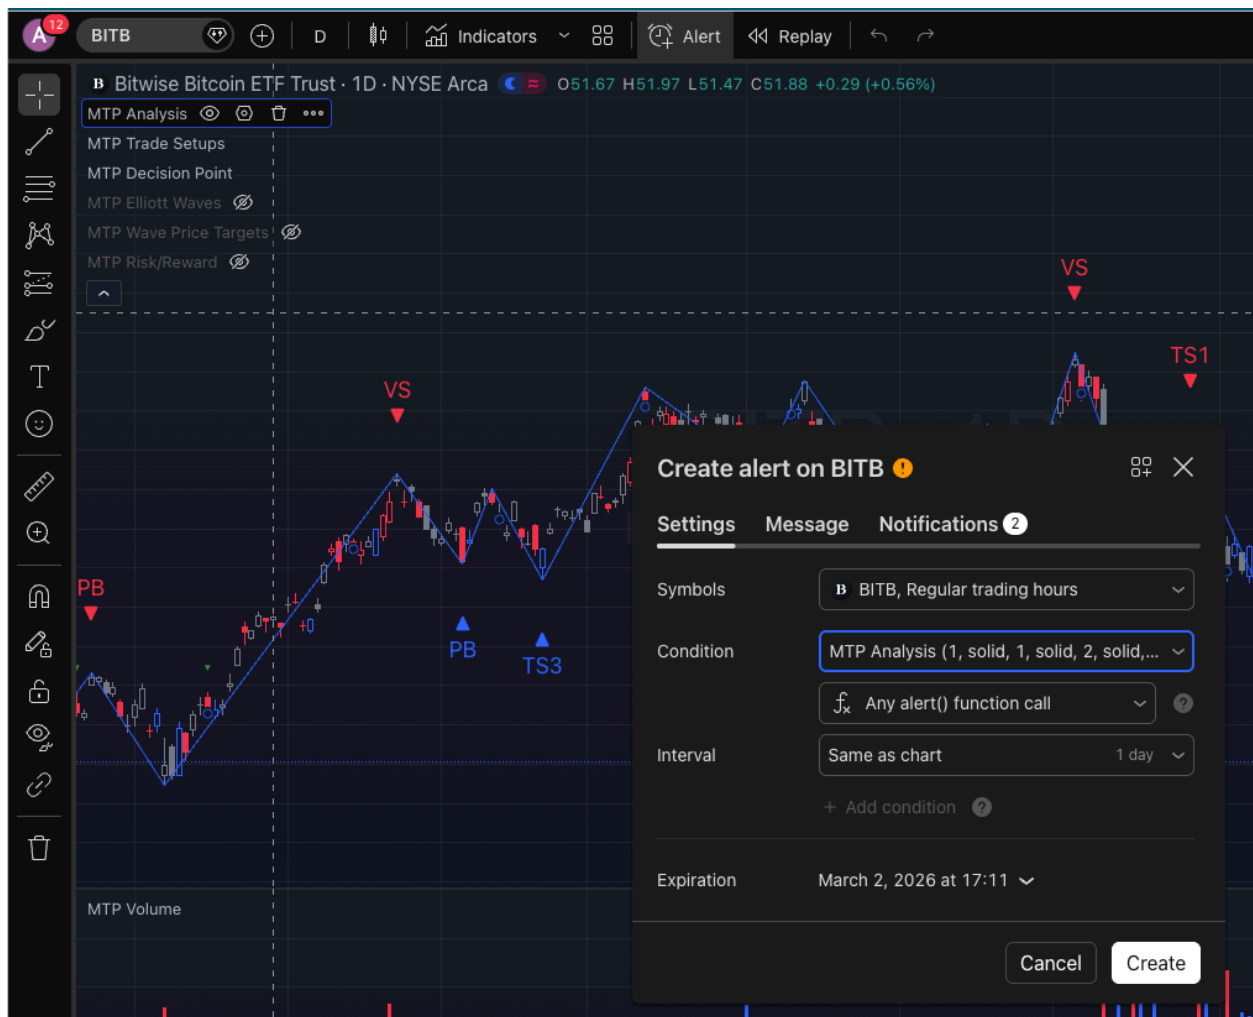 A 12 BITB D Indicators Alert Replay
B Bitwise Bitcoin ETF Trust · 1D · NYSE Arca O51.67 H51.97 L51.47 C51.88 +0.29 (+0.56%)
MTP Analysis
MTP Trade Setups
MTP Decision Point
MTP Elliott Waves
MTP Wave Price Targets
MTP Risk/Reward
VS
TS1
VS
PB
PB
TS3
Create alert on BITB
Settings Message Notifications 2
Symbols B BITB, Regular trading hours
Condition MTP Analysis (1, solid, 1, solid, 2, solid,...
fx Any alert() function call ?
Interval Same as chart 1 day
+ Add condition ?
Expiration March 2, 2026 at 17:11
MTP Volume
Cancel Create